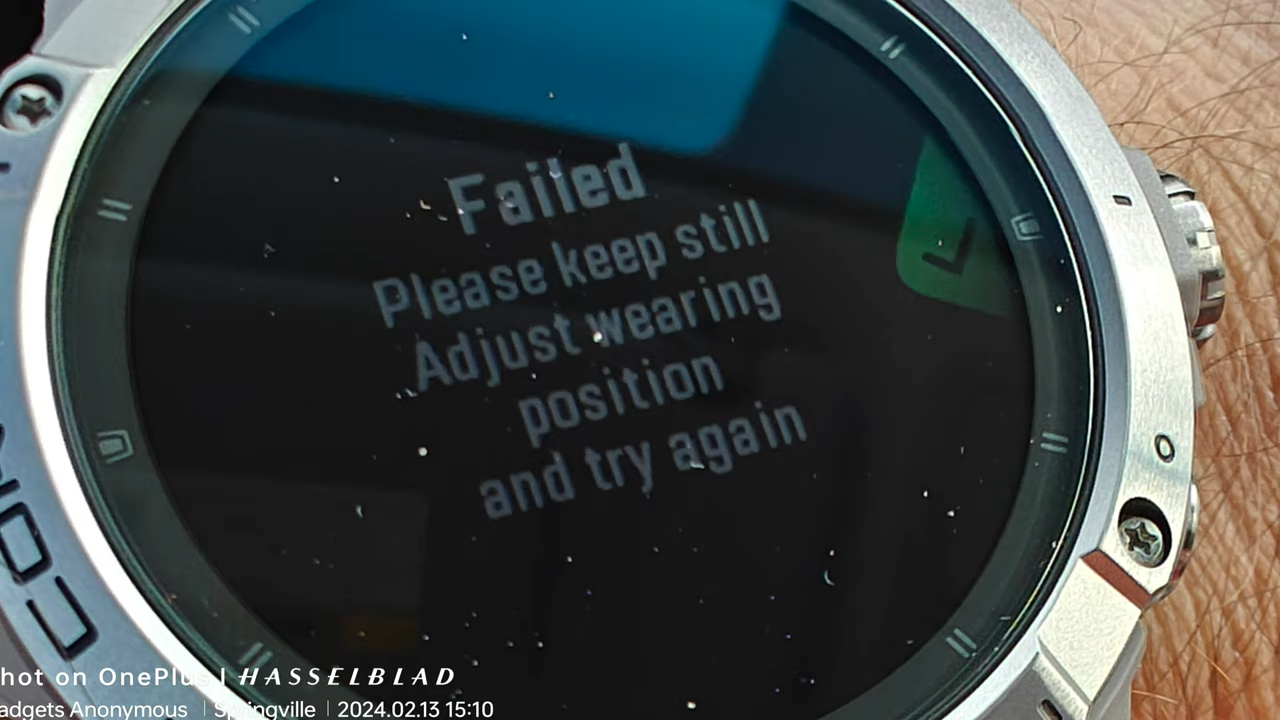 Failed
Please keep still
Adjust wearing
position
and try again
COR
hot on OnePlus | HASSELBLAD
adgets Anonymous | Springville | 2024.02.13 15:10